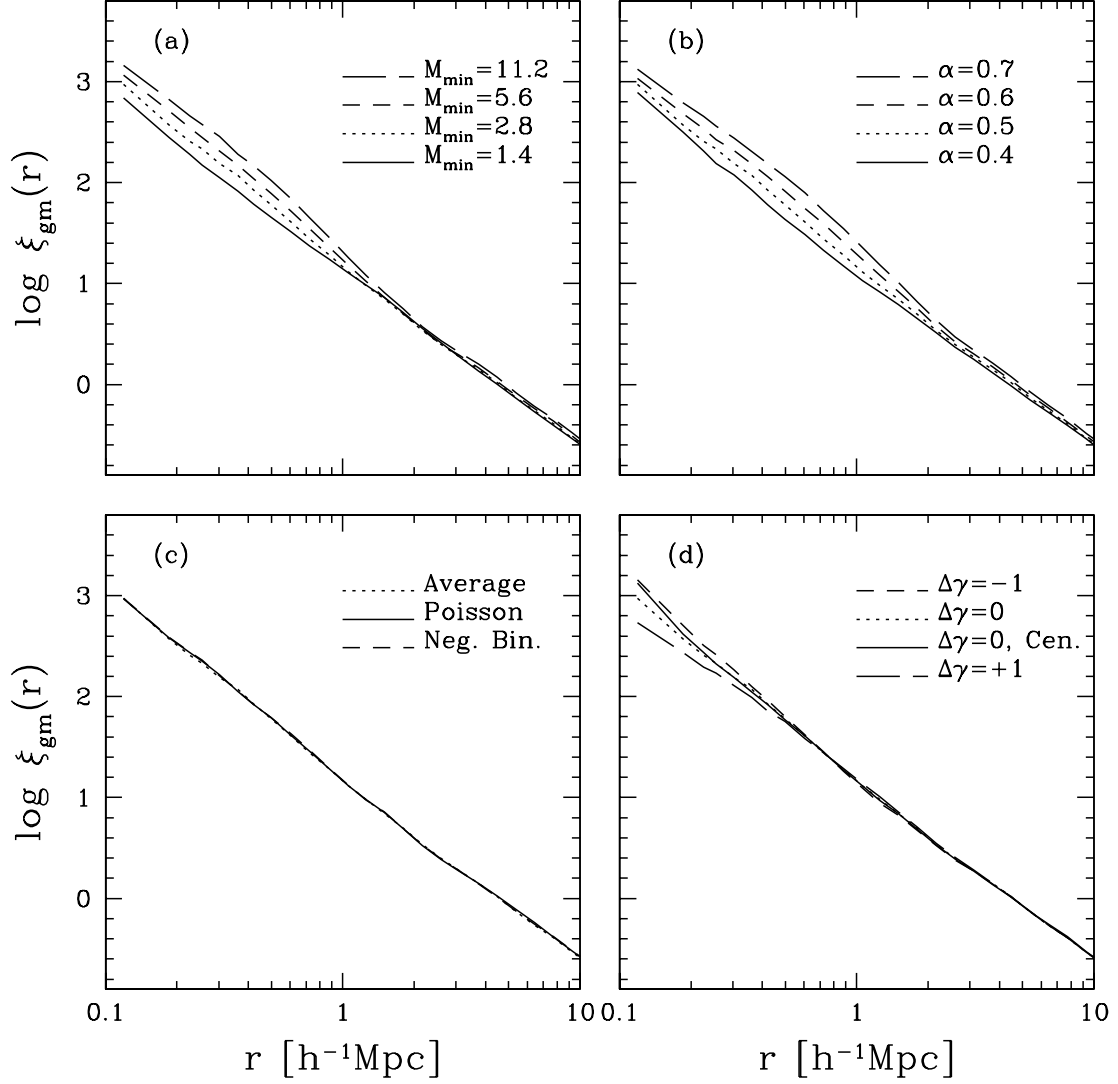 (a)
M_min=11.2
M_min=5.6
M_min=2.8
M_min=1.4
3
2
1
0
log ξ_gm(r)
(b)
α=0.7
α=0.6
α=0.5
α=0.4
(c)
Average
Poisson
Neg. Bin.
3
2
1
0
log ξ_gm(r)
0.1
1
10
r [h⁻¹Mpc]
(d)
Δγ=−1
Δγ=0
Δγ=0, Cen.
Δγ=+1
0.1
1
10
r [h⁻¹Mpc]